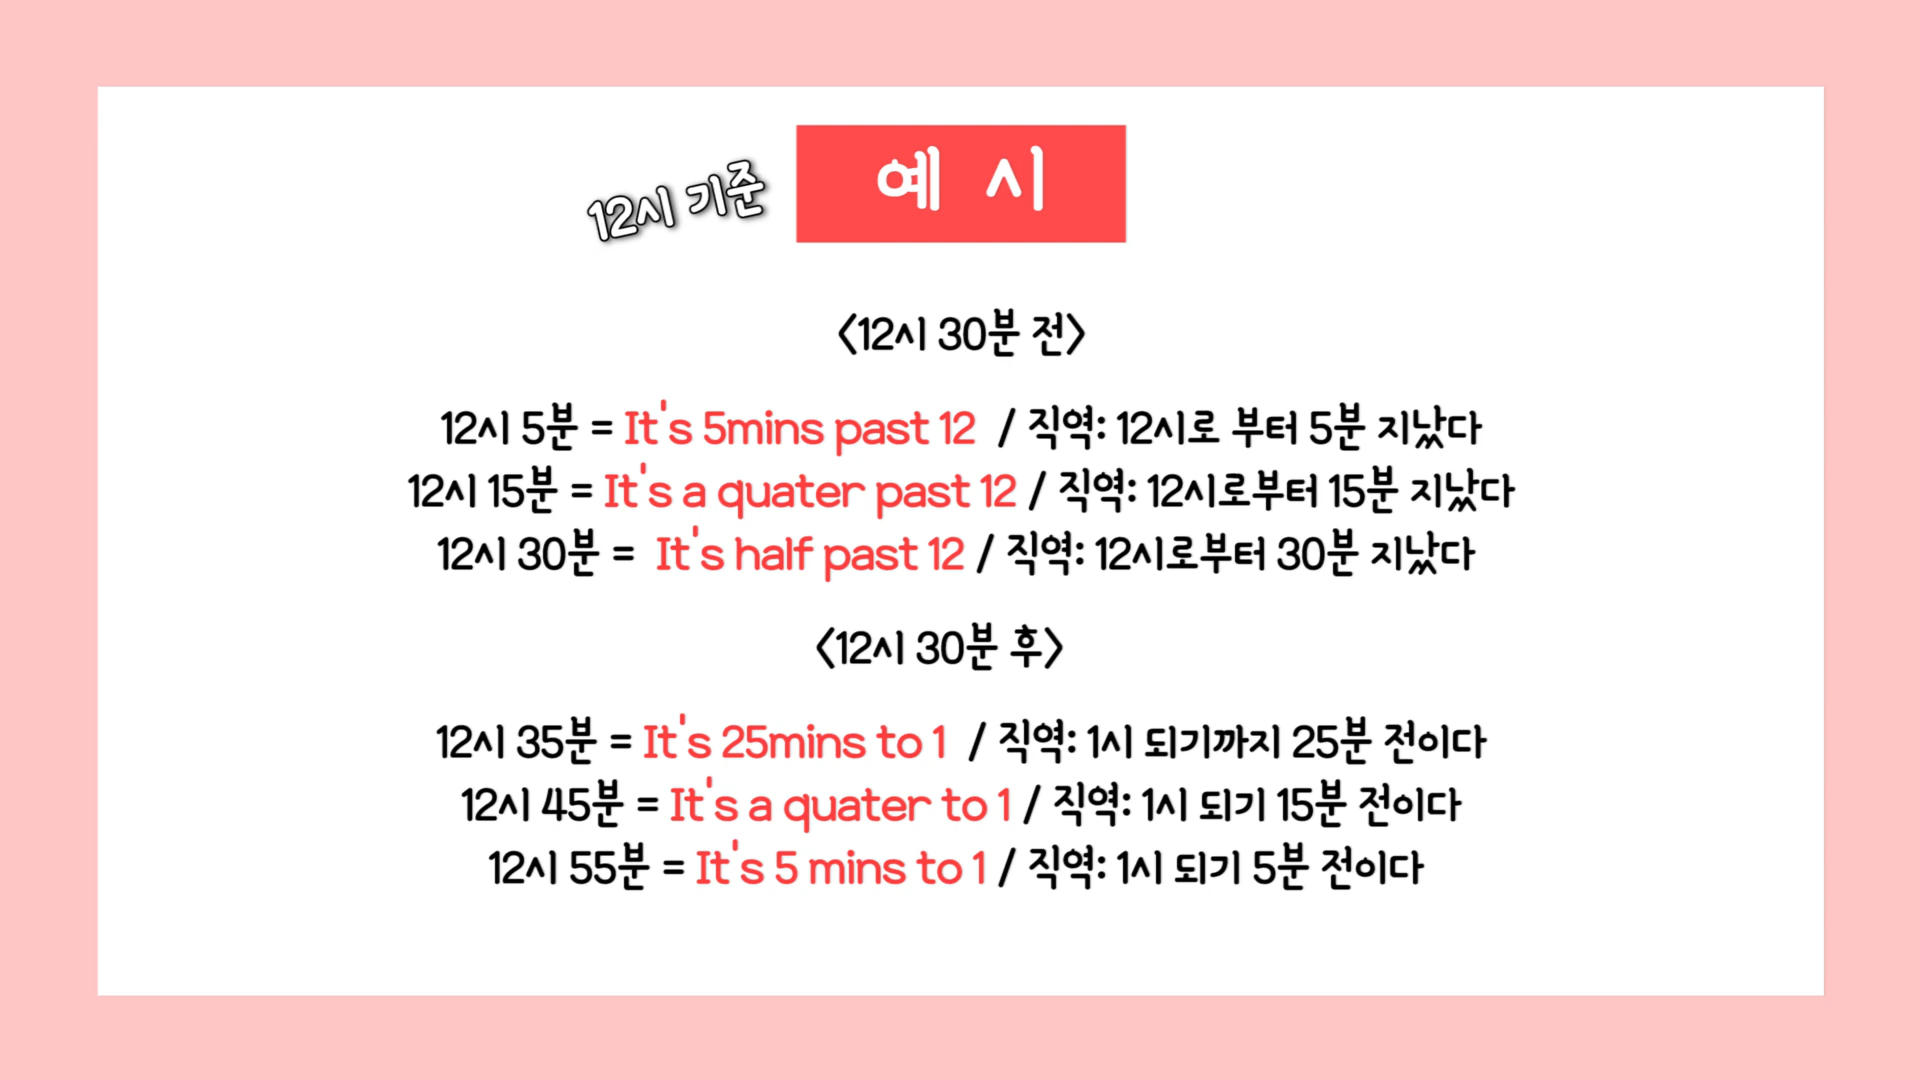 12시 기준
예 시
<12시 30분 전>
12시 5분 = It's 5mins past 12 / 직역: 12시로 부터 5분 지났다
12시 15분 = It's a quater past 12 / 직역: 12시로부터 15분 지났다
12시 30분 = It's half past 12 / 직역: 12시로부터 30분 지났다
<12시 30분 후>
12시 35분 = It's 25mins to 1 / 직역: 1시 되기까지 25분 전이다
12시 45분 = It's a quater to 1 / 직역: 1시 되기 15분 전이다
12시 55분 = It's 5 mins to 1 / 직역: 1시 되기 5분 전이다